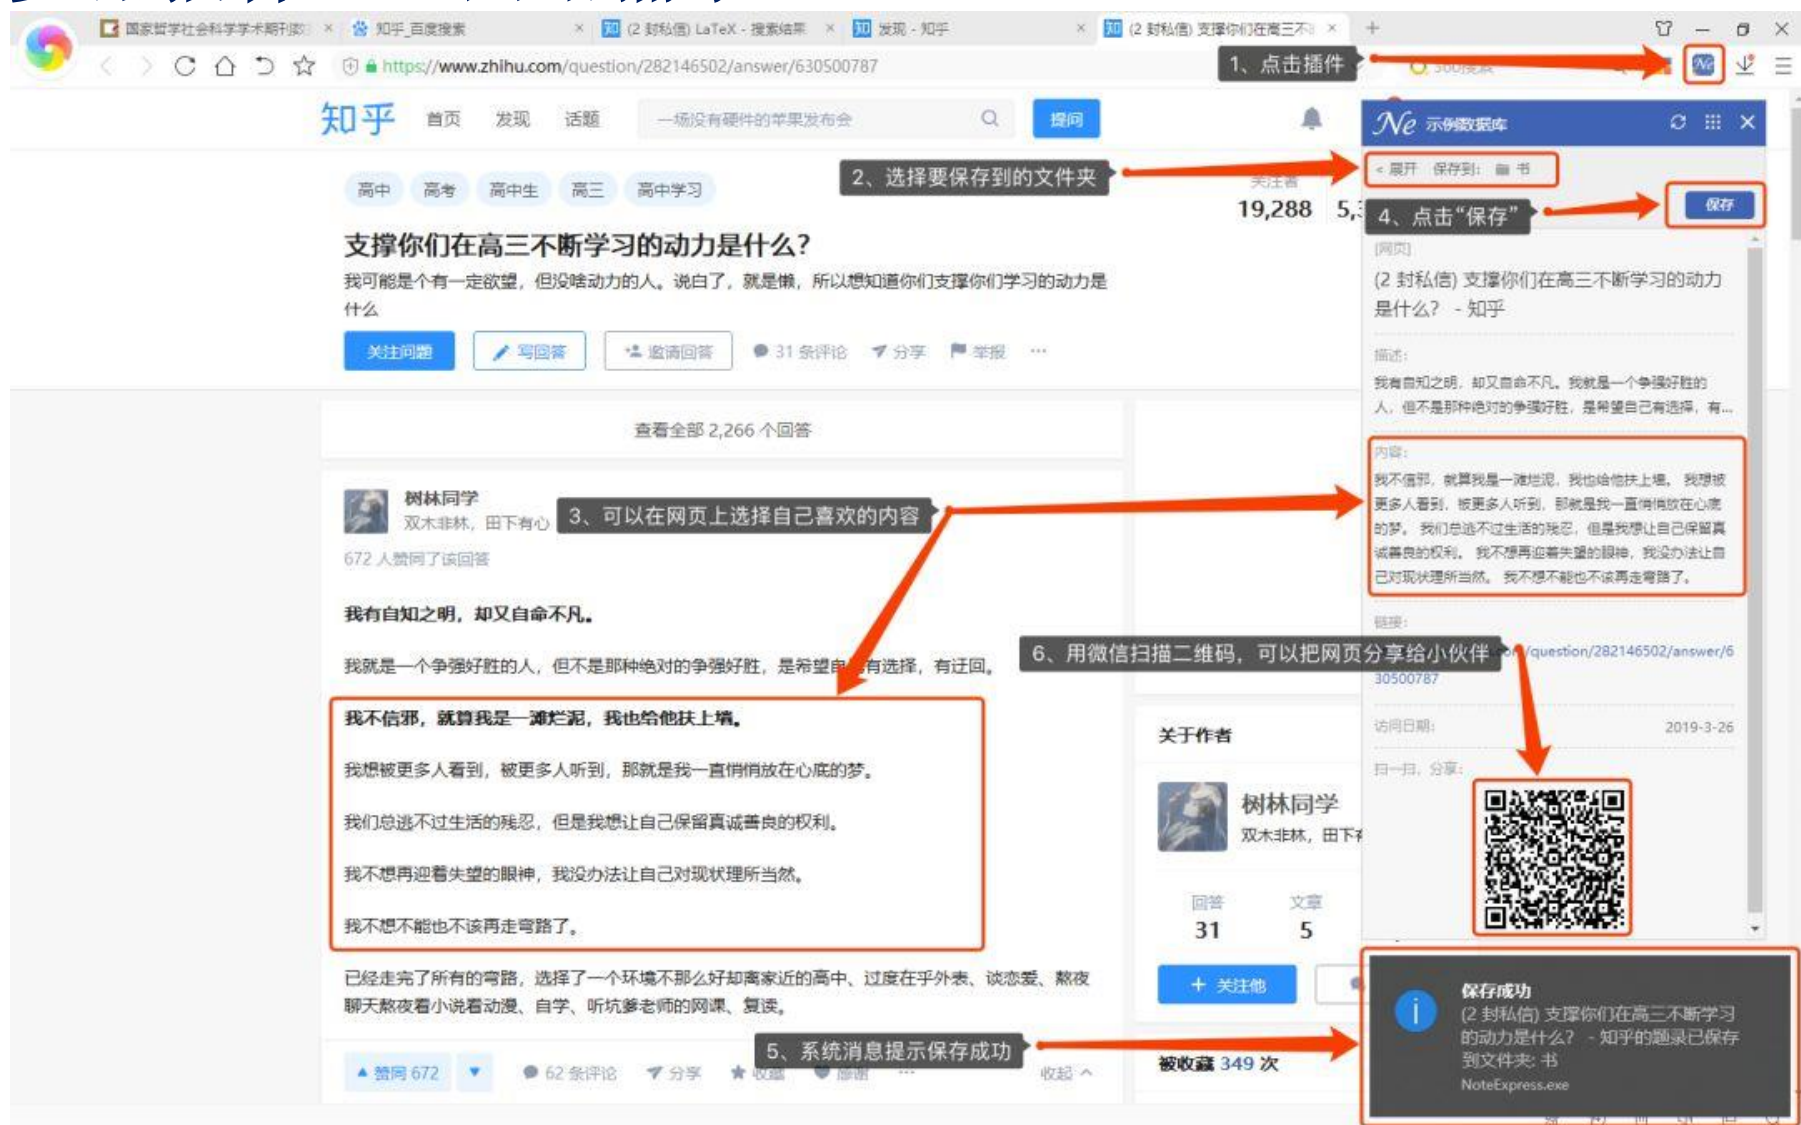 国家哲学社会科学学术期刊数
知乎_百度搜索
(2 封私信) LaTeX - 搜索结果
发现 - 知乎
(2 封私信) 支撑你们在高三不
https://www.zhihu.com/question/282146502/answer/630500787
1、点击插件
知乎 首页 发现 话题 一场没有硬件的苹果发布会 提问
Ne 示例数据库
< 展开 保存到: 书
2、选择要保存到的文件夹
高中 高考 高中生 高三 高中学习
关注者
19,288
4、点击“保存”
保存
支撑你们在高三不断学习的动力是什么?
我可能是个有一定欲望，但没啥动力的人。说白了，就是懒，所以想知道你们支撑你们学习的动力是
什么
关注问题 写回答 邀请回答 31 条评论 分享 举报 ···
[网页]
(2 封私信) 支撑你们在高三不断学习的动力
是什么? - 知乎
描述:
我有自知之明，却又自命不凡。我就是一个争强好胜的
人，但不是那种绝对的争强好胜，是希望自己有选择，有...
查看全部 2,266 个回答
内容:
我不信邪，就算我是一滩烂泥，我也给他扶上墙。 我想被
更多人看到，被更多人听到，那就是我一直悄悄放在心底
的梦。 我们总逃不过生活的残忍，但是我想让自己保留真
诚善良的权利。 我不想再迎着失望的眼神，我没办法让自
己对现状理所当然。 我不想不能也不该再走弯路了。
树林同学
双木非林，田下有心
3、可以在网页上选择自己喜欢的内容
672 人赞同了该回答
我有自知之明，却又自命不凡。
我就是一个争强好胜的人，但不是那种绝对的争强好胜，是希望自 有选择，有迂回。
6、用微信扫描二维码，可以把网页分享给小伙伴
链接:
/question/282146502/answer/6
30500787
我不信邪，就算我是一滩烂泥，我也给他扶上墙。
我想被更多人看到，被更多人听到，那就是我一直悄悄放在心底的梦。
我们总逃不过生活的残忍，但是我想让自己保留真诚善良的权利。
我不想再迎着失望的眼神，我没办法让自己对现状理所当然。
我不想不能也不该再走弯路了。
已经走完了所有的弯路，选择了一个环境不那么好却离家近的高中、过度在乎外表、谈恋爱、熬夜
聊天熬夜看小说看动漫、自学、听坑爹老师的网课、复读。
关于作者
树林同学
双木非林，田下有
回答 文章
31 5
+ 关注他
访问日期: 2019-3-26
扫一扫，分享:
5、系统消息提示保存成功
赞同 672 62 条评论 分享 收藏 感谢 ··· 收起
被收藏 349 次
保存成功
(2 封私信) 支撑你们在高三不断学习
的动力是什么? - 知乎的题录已保存
到文件夹: 书
NoteExpress.exe